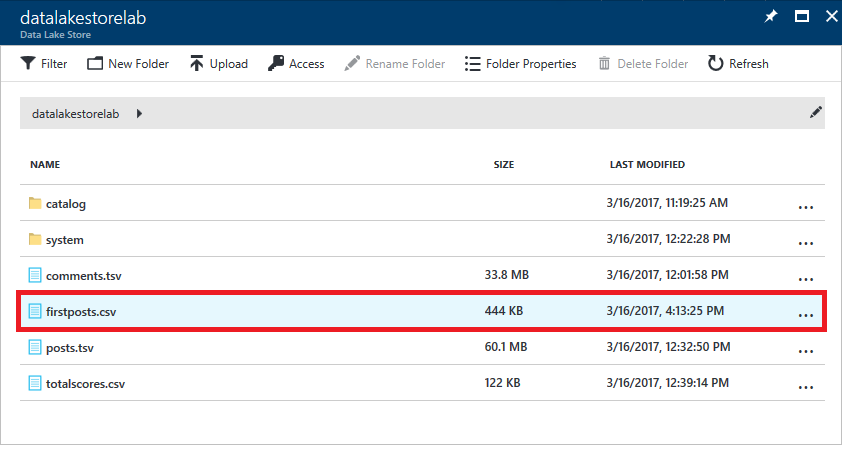 datalakestorelab
Data Lake Store
Filter New Folder Upload Access Rename Folder Folder Properties Delete Folder Refresh
datalakestorelab
NAME SIZE LAST MODIFIED
catalog 3/16/2017, 11:19:25 AM ...
system 3/16/2017, 12:22:28 PM ...
comments.tsv 33.8 MB 3/16/2017, 12:01:58 PM ...
firstposts.csv 444 KB 3/16/2017, 4:13:25 PM ...
posts.tsv 60.1 MB 3/16/2017, 12:32:50 PM ...
totalscores.csv 122 KB 3/16/2017, 12:39:14 PM ...